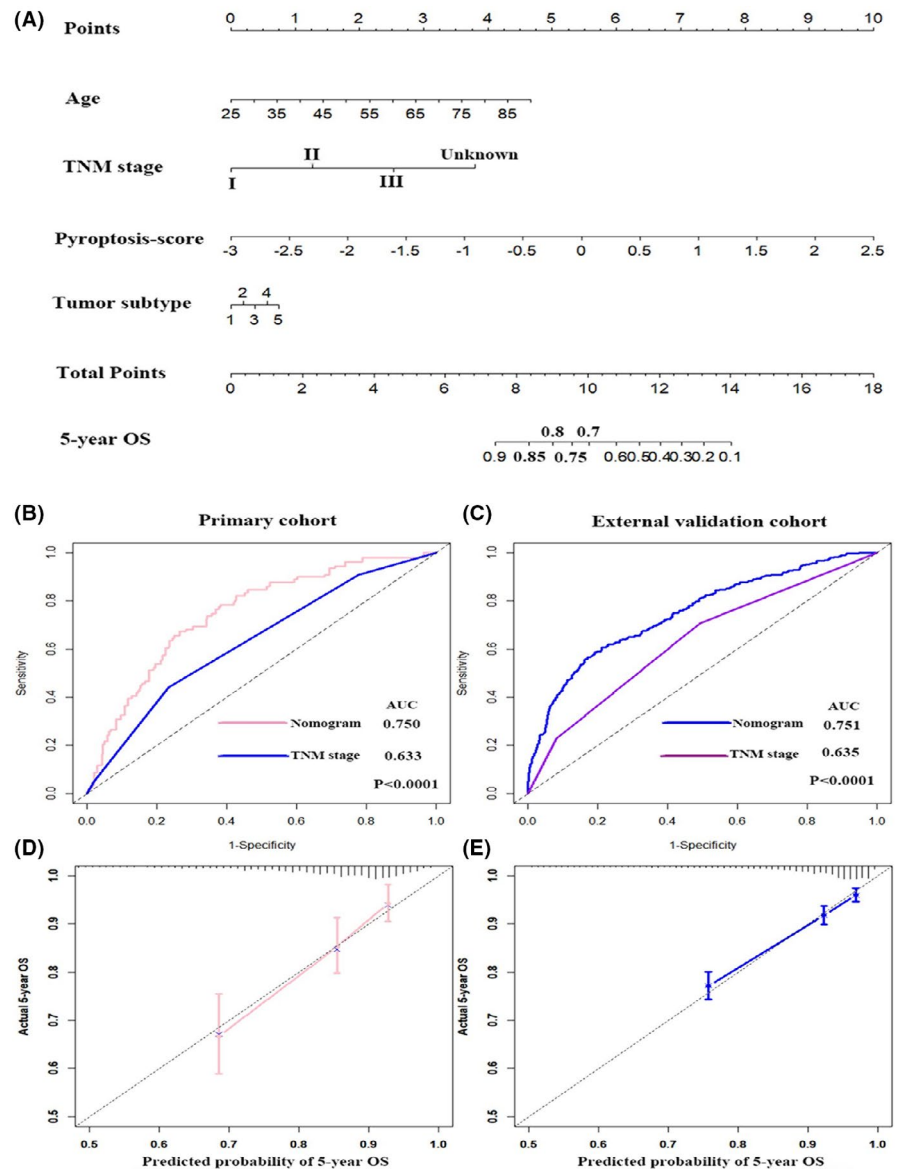 (A)
Points
0 1 2 3 4 5 6 7 8 9 10
Age
25 35 45 55 65 75 85
TNM stage
II Unknown
I III
Pyroptosis-score
-3 -2.5 -2 -1.5 -1 -0.5 0 0.5 1 1.5 2 2.5
Tumor subtype
2 4
1 3 5
Total Points
0 2 4 6 8 10 12 14 16 18
5-year OS
0.8 0.7
0.9 0.85 0.75 0.6 0.5 0.4 0.3 0.2 0.1
(B)
Primary cohort
Sensitivity
1.0
0.8
0.6
0.4
0.2
0.0
AUC
Nomogram 0.750
TNM stage 0.633
P<0.0001
0.0 0.2 0.4 0.6 0.8 1.0
1-Specificity
(C)
External validation cohort
Sensitivity
1.0
0.8
0.6
0.4
0.2
0.0
AUC
Nomogram 0.751
TNM stage 0.635
P<0.0001
0.0 0.2 0.4 0.6 0.8 1.0
1-Specificity
(D)
Actual 5-year OS
1.0
0.9
0.8
0.7
0.6
0.5
0.5 0.6 0.7 0.8 0.9 1.0
Predicted probability of 5-year OS
(E)
Actual 5-year OS
1.0
0.9
0.8
0.7
0.6
0.5
0.5 0.6 0.7 0.8 0.9 1.0
Predicted probability of 5-year OS